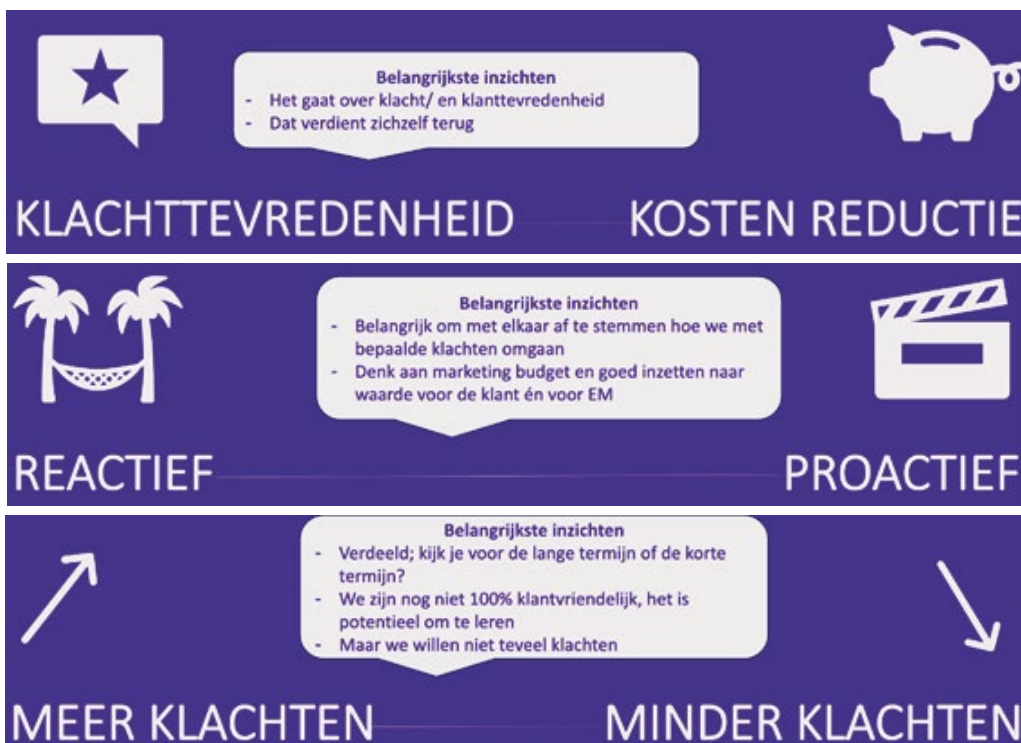 Belangrijkste inzichten
- Het gaat over klacht/ en klanttevredenheid
- Dat verdient zichzelf terug
KLACHTTEVREDENHEID
KOSTEN REDUCTIE
Belangrijkste inzichten
- Belangrijk om met elkaar af te stemmen hoe we met
bepaalde klachten omgaan
- Denk aan marketing budget en goed inzetten naar
waarde voor de klant én voor EM
REACTIEF
PROACTIEF
Belangrijkste inzichten
- Verdeeld; kijk je voor de lange termijn of de korte
termijn?
- We zijn nog niet 100% klantvriendelijk, het is
potentieel om te leren
- Maar we willen niet teveel klachten
MEER KLACHTEN
MINDER KLACHTEN